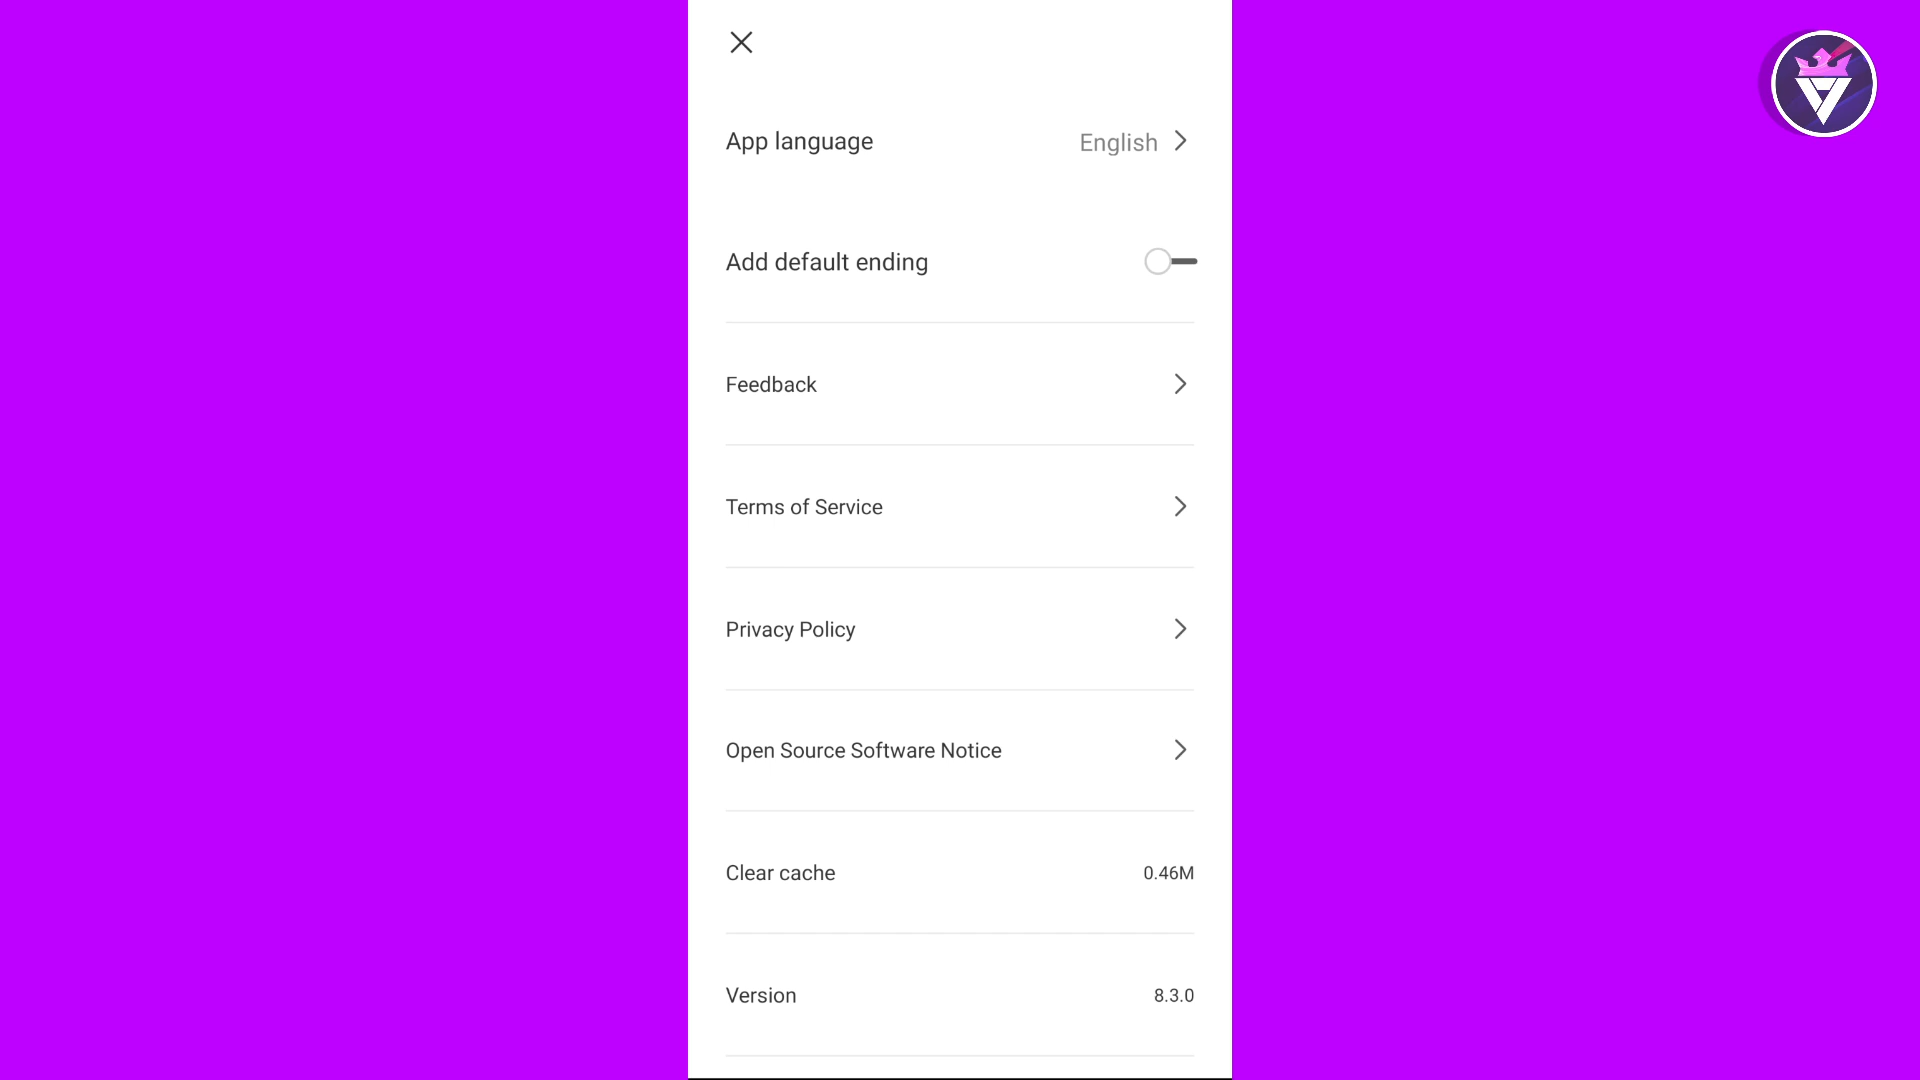 App language English
Add default ending
Feedback
Terms of Service
Privacy Policy
Open Source Software Notice
Clear cache 0.46M
Version 8.3.0